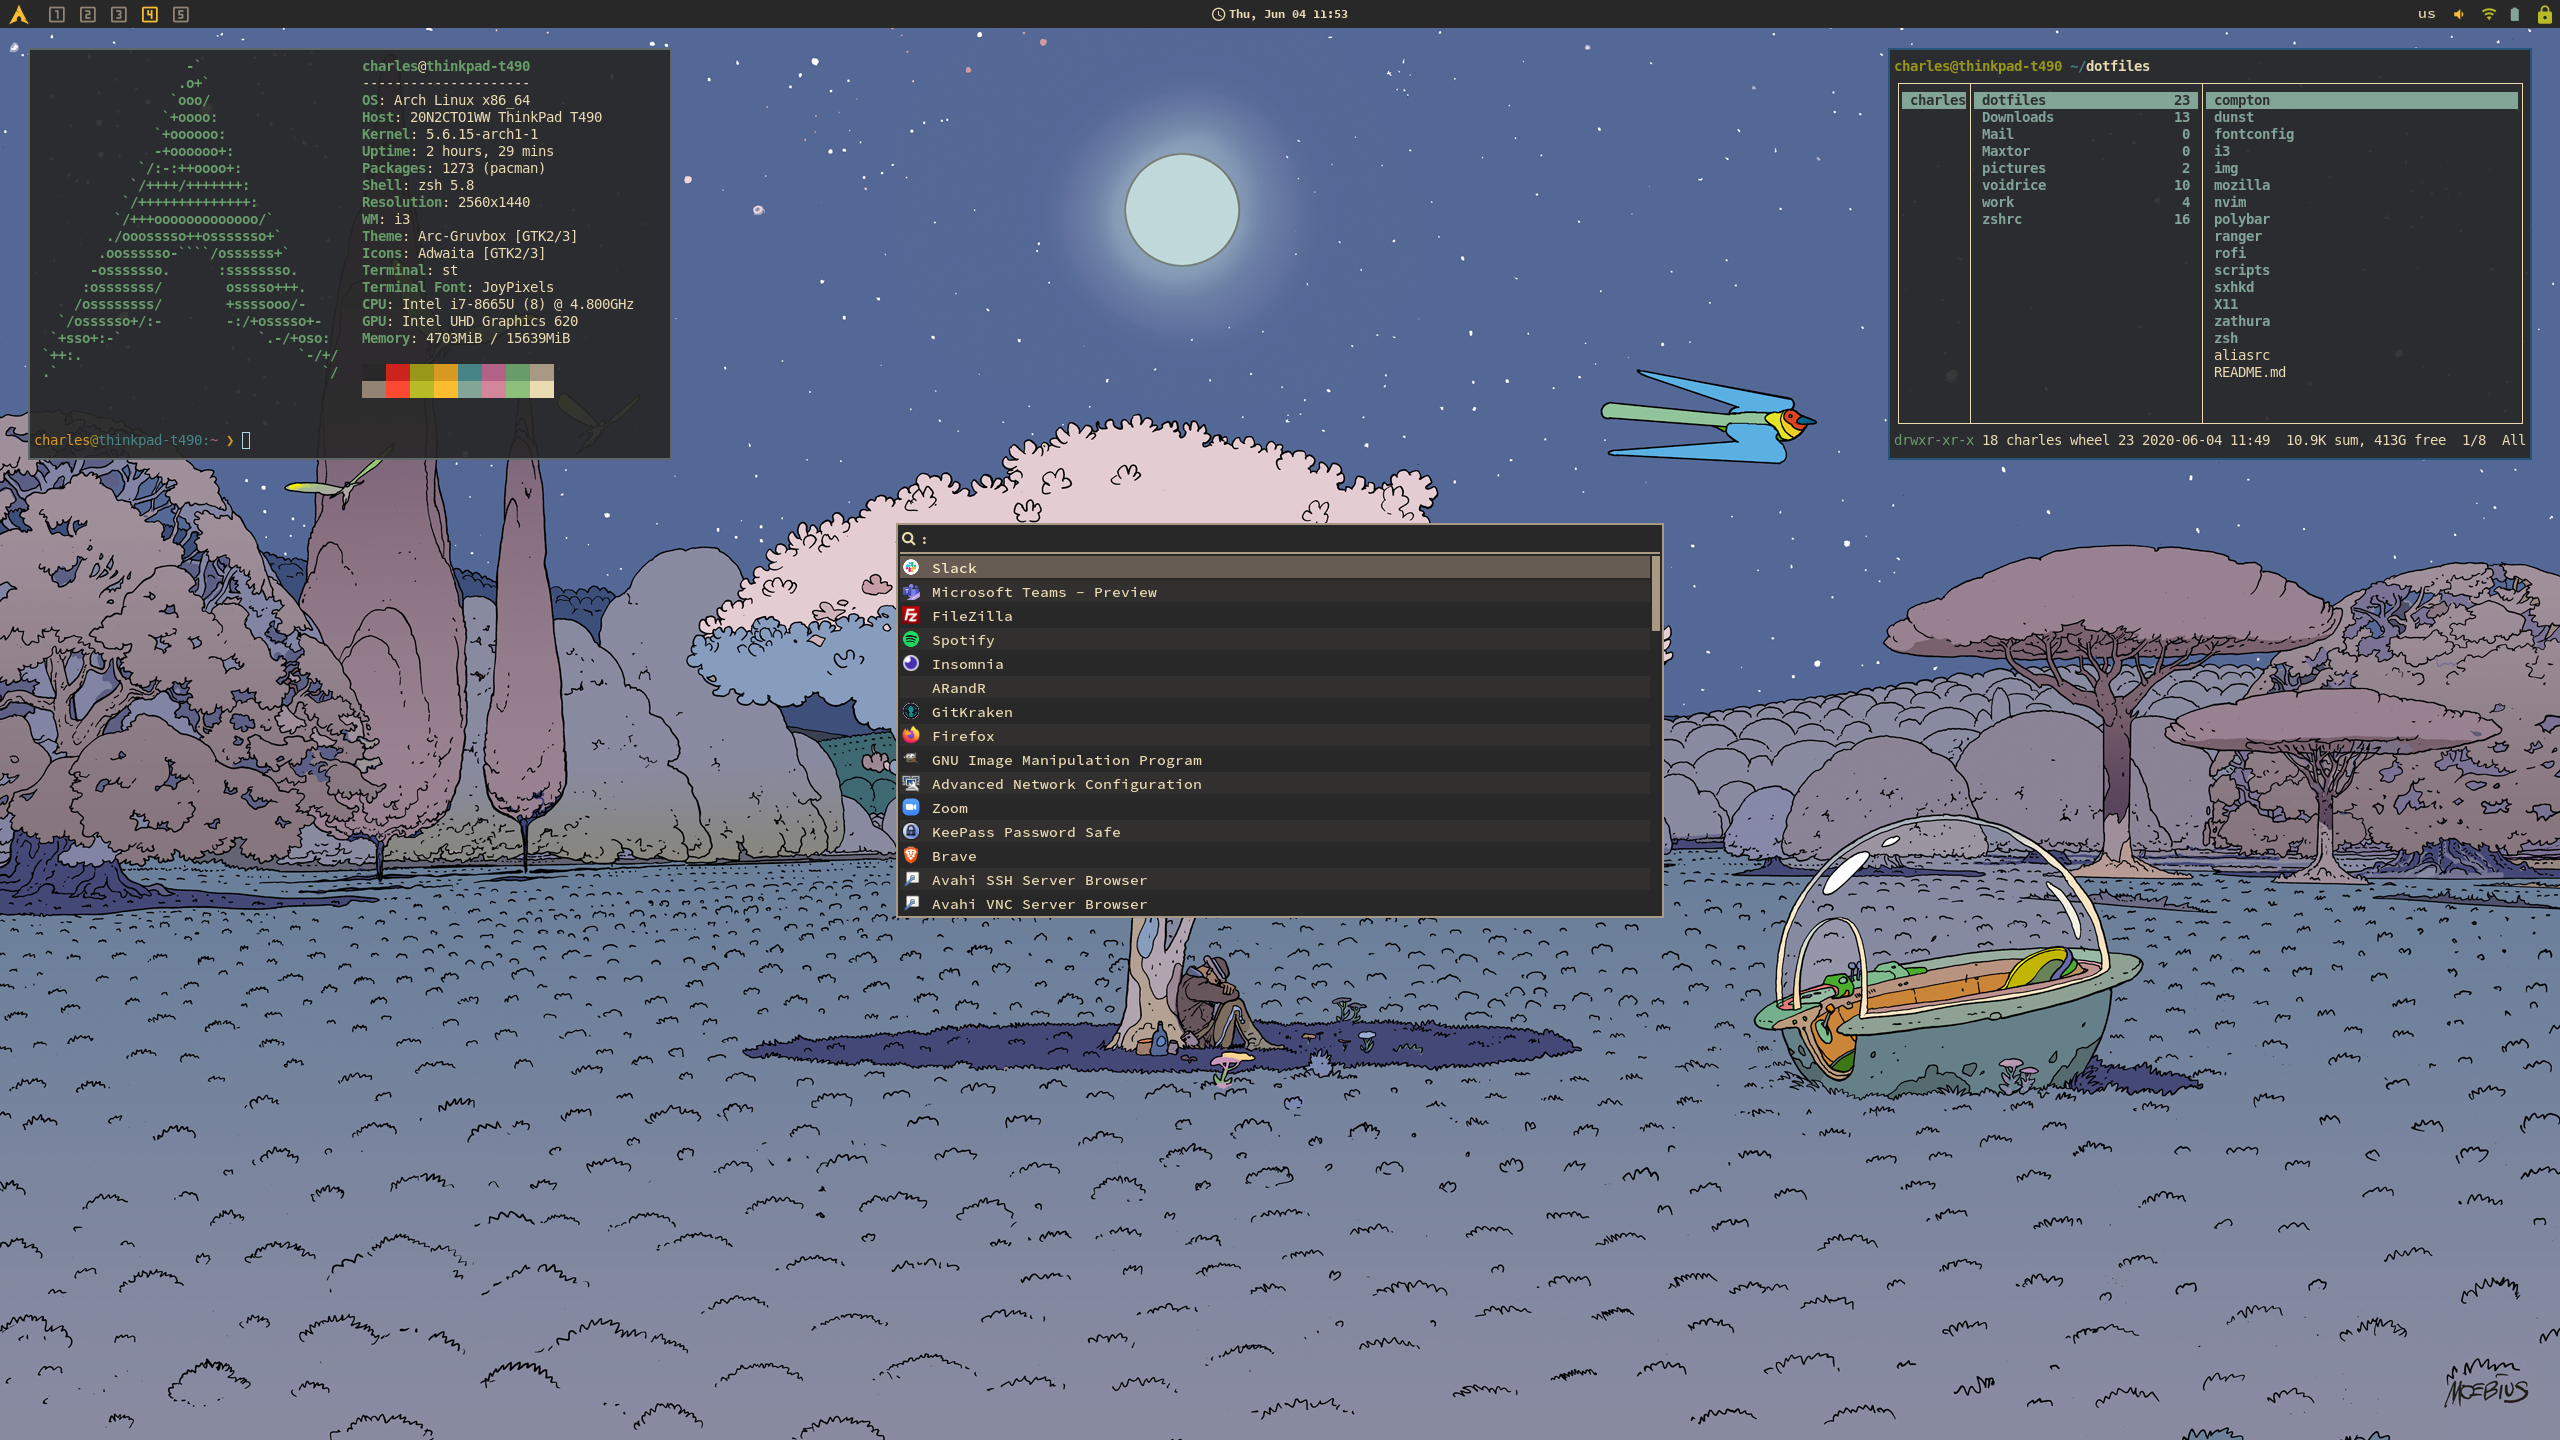 1 2 3 4 5
Thu, Jun 04 11:53
us
charles@thinkpad-t490
---------------------
OS: Arch Linux x86_64
Host: 20N2CTO1WW ThinkPad T490
Kernel: 5.6.15-arch1-1
Uptime: 2 hours, 29 mins
Packages: 1273 (pacman)
Shell: zsh 5.8
Resolution: 2560x1440
WM: i3
Theme: Arc-Gruvbox [GTK2/3]
Icons: Adwaita [GTK2/3]
Terminal: st
Terminal Font: JoyPixels
CPU: Intel i7-8665U (8) @ 4.800GHz
GPU: Intel UHD Graphics 620
Memory: 4703MiB / 15639MiB
charles@thinkpad-t490:~ ❯
charles@thinkpad-t490 ~/dotfiles
charles
dotfiles 23
Downloads 13
Mail 0
Maxtor 0
pictures 2
voidrice 10
work 4
zshrc 16
compton
dunst
fontconfig
i3
img
mozilla
nvim
polybar
ranger
rofi
scripts
sxhkd
X11
zathura
zsh
aliasrc
README.md
drwxr-xr-x 18 charles wheel 23 2020-06-04 11:49 10.9K sum, 413G free 1/8 All
:
Slack
Microsoft Teams - Preview
FileZilla
Spotify
Insomnia
ARandR
GitKraken
Firefox
GNU Image Manipulation Program
Advanced Network Configuration
Zoom
KeePass Password Safe
Brave
Avahi SSH Server Browser
Avahi VNC Server Browser
MOEBIUS